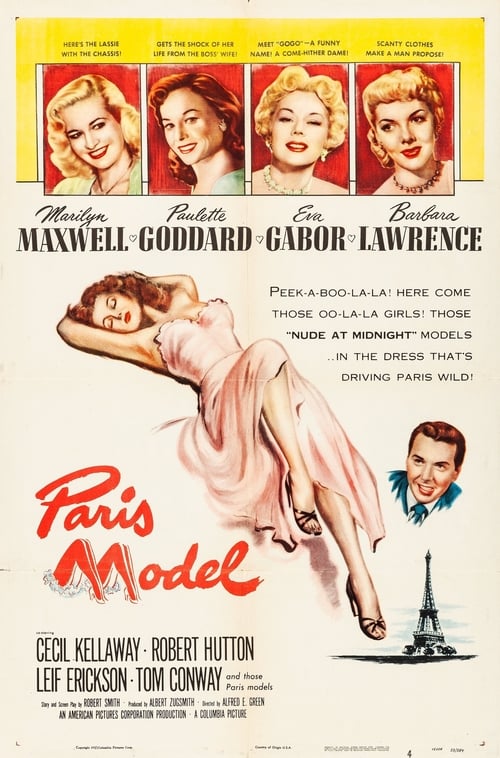 HERE'S THE LASSIE
WITH THE CHASSIS!
GETS THE SHOCK OF HER
LIFE FROM THE BOSS' WIFE!
MEET "GOGO"—A FUNNY
NAME! A COME-HITHER DAME!
SCANTY CLOTHES
MAKE A MAN PROPOSE!
Marilyn MAXWELL
Paulette GODDARD
Eva GABOR
Barbara LAWRENCE
PEEK-A-BOO-LA-LA! HERE COME
THOSE OO-LA-LA GIRLS! THOSE
"NUDE AT MIDNIGHT" MODELS
..IN THE DRESS THAT'S
DRIVING PARIS WILD!
Paris
Model
CECIL KELLAWAY · ROBERT HUTTON
LEIF ERICKSON · TOM CONWAY and those
Paris models
Story and Screen Play by ROBERT SMITH · Produced by ALBERT ZUGSMITH · Directed by ALFRED E. GREEN
AN AMERICAN PICTURES CORPORATION PRODUCTION · A COLUMBIA PICTURE
Country of Origin U.S.A.
4